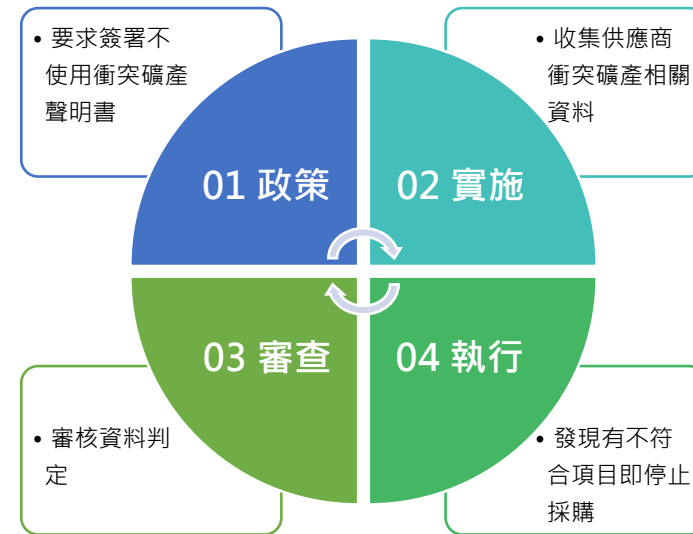 • 要求簽署不
使用衝突礦產
聲明書
• 收集供應商
衝突礦產相關
資料
01 政策
02 實施
03 審查
04 執行
• 審核資料判
定
• 發現有不符
合項目即停止
採購